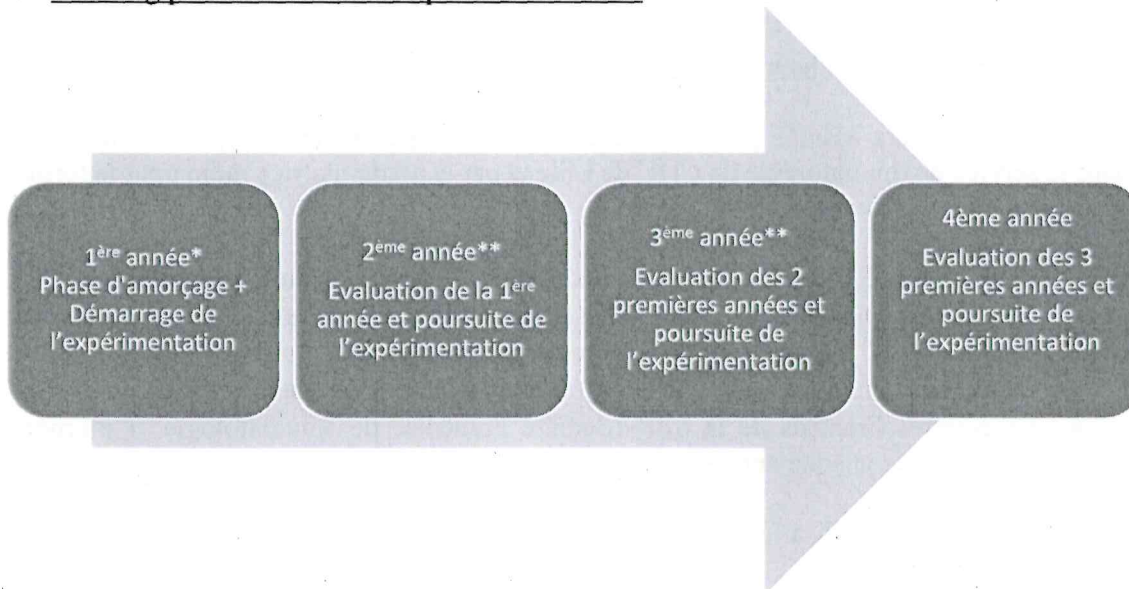 1ère année*
Phase d'amorçage +
Démarrage de
l'expérimentation
2ème année**
Evaluation de la 1ère
année et poursuite de
l'expérimentation
3ème année**
Evaluation des 2
premières années et
poursuite de
l'expérimentation
4ème année
Evaluation des 3
premières années et
poursuite de
l'expérimentation